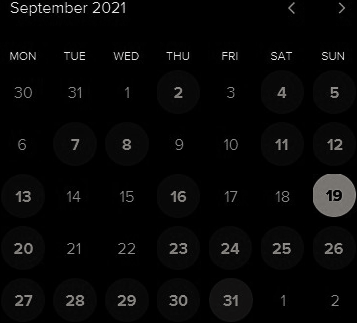 September 2021
MON TUE WED THU FRI SAT SUN
30 31 1 2 3 4 5
6 7 8 9 10 11 12
13 14 15 16 17 18 19
20 21 22 23 24 25 26
27 28 29 30 31 1 2